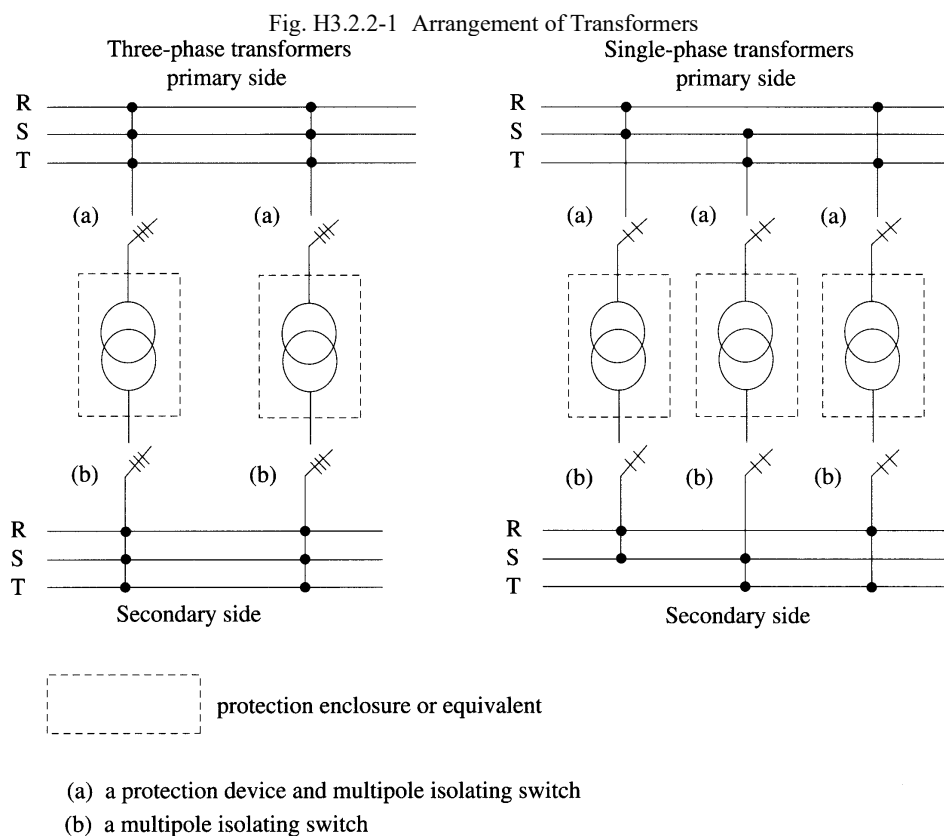 Fig. H3.2.2-1 Arrangement of Transformers
Three-phase transformers
primary side
R
S
T
(a) (a)
(b) (b)
R
S
T
Secondary side
Single-phase transformers
primary side
(a) (a) (a)
(b) (b) (b)
Secondary side
protection enclosure or equivalent
(a) a protection device and multipole isolating switch
(b) a multipole isolating switch
R
S
T
R
S
T